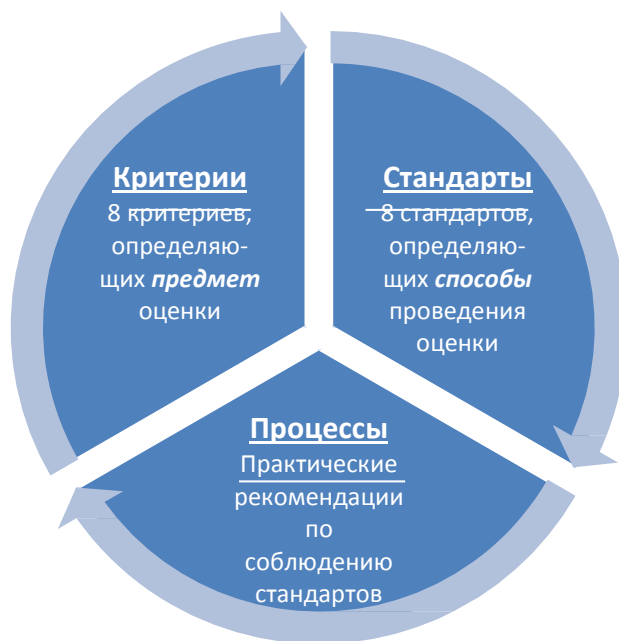 Критерии
8 критериев,
определяю-
щих предмет
оценки
Стандарты
8 стандартов,
определяю-
щих способы
проведения
оценки
Процессы
Практические
рекомендации
по
соблюдению
стандартов